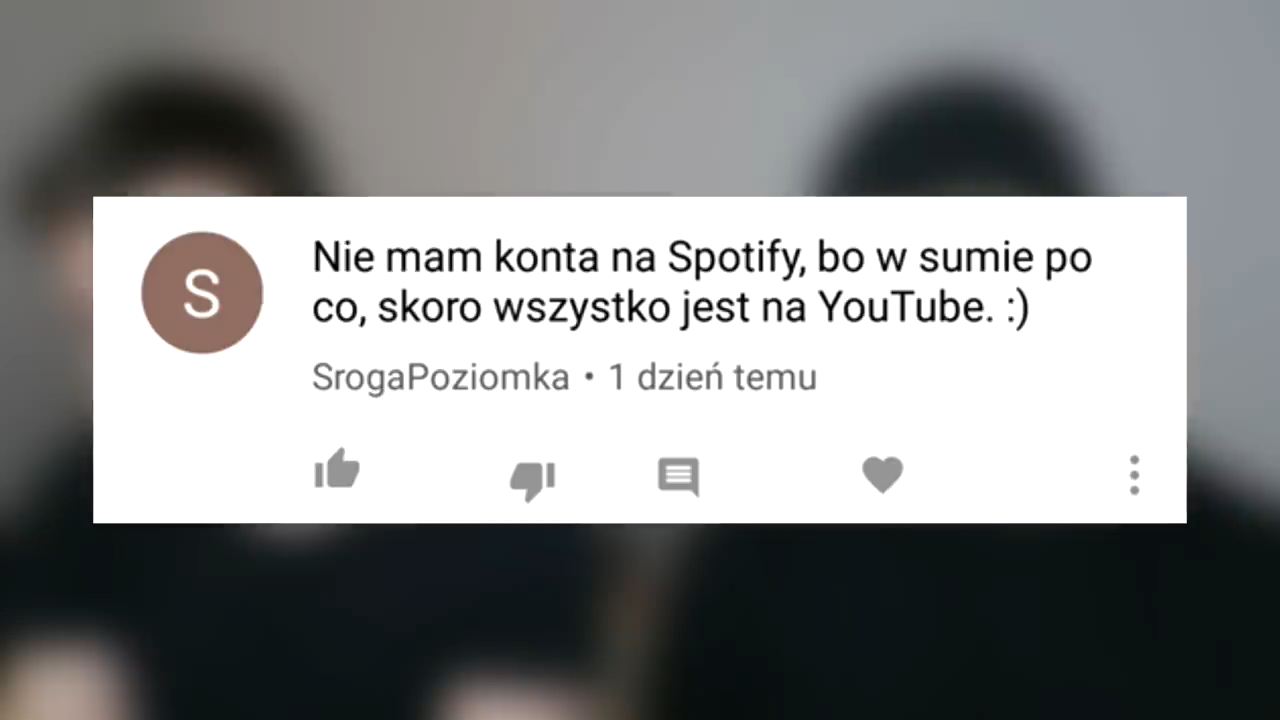 S
Nie mam konta na Spotify, bo w sumie po
co, skoro wszystko jest na YouTube. :)
SrogaPoziomka • 1 dzień temu